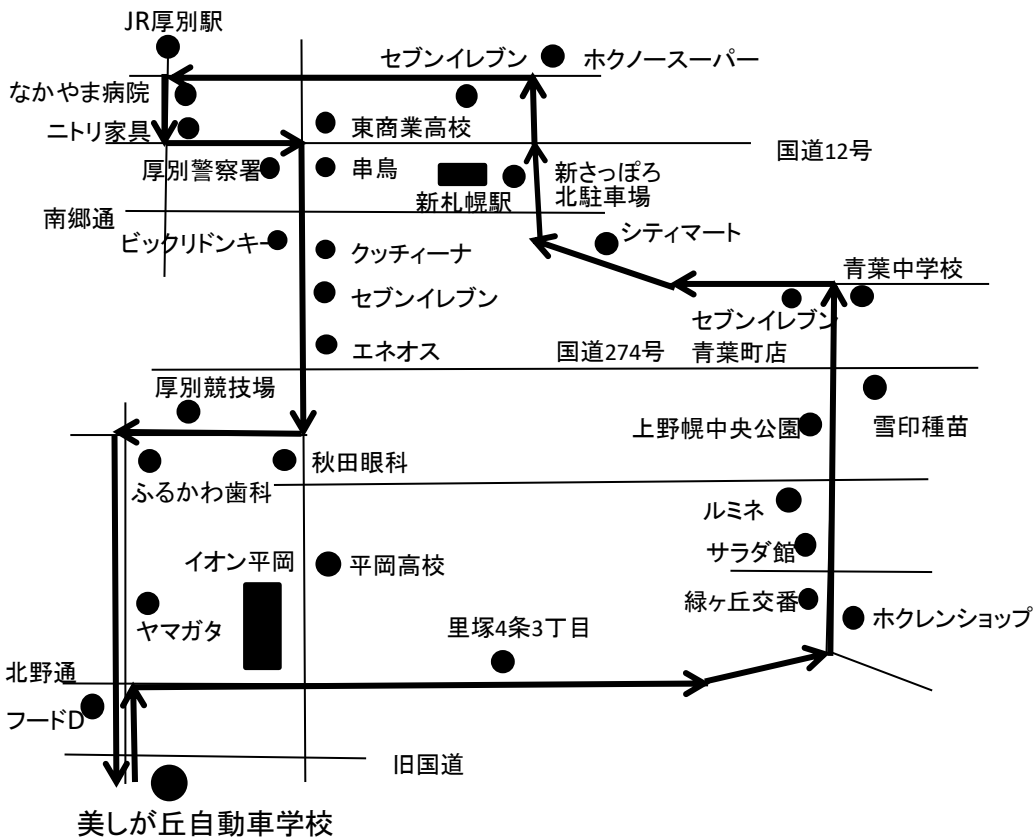 JR厚別駅
セブンイレブン
ホクノースーパー
なかやま病院
ニトリ家具
東商業高校
国道12号
厚別警察署
串鳥
新札幌駅
新さっぽろ
北駐車場
南郷通
ビックリドンキー
クッチィーナ
シティマート
青葉中学校
セブンイレブン
セブンイレブン
青葉町店
エネオス
国道274号
厚別競技場
上野幌中央公園
雪印種苗
ふるかわ歯科
秋田眼科
ルミネ
サラダ館
イオン平岡
平岡高校
緑ヶ丘交番
ホクレンショップ
ヤマガタ
里塚4条3丁目
北野通
フードD
旧国道
美しが丘自動車学校